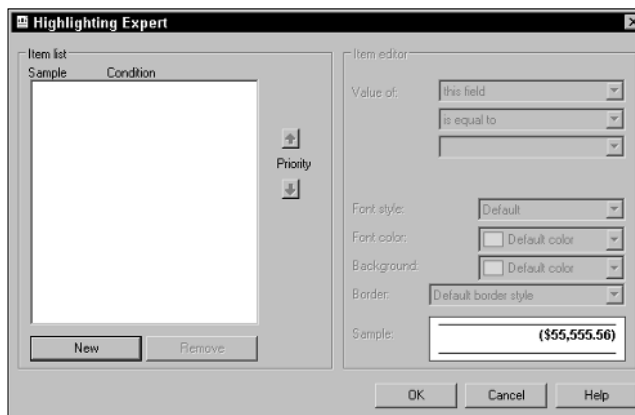 Highlighting Expert
Item list
Sample Condition
Priority
New
Remove
Item editor
Value of: this field
is equal to
Font style: Default
Font color: Default color
Background: Default color
Border: Default border style
Sample: ($55,555.56)
OK Cancel Help